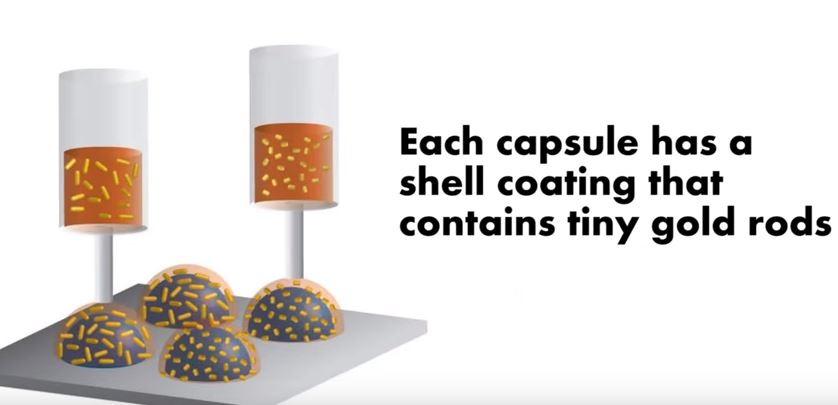 Each capsule has a
shell coating that
contains tiny gold rods